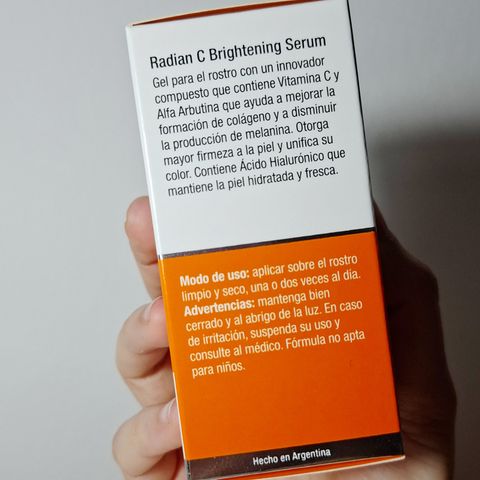 Radian C Brightening Serum
Gel para el rostro con un innovador
compuesto que contiene Vitamina C y
Alfa Arbutina que ayuda a mejorar la
formación de colágeno y a disminuir
la producción de melanina. Otorga
mayor firmeza a la piel y unifica su
color. Contiene Ácido Hialurónico que
mantiene la piel hidratada y fresca.
Modo de uso: aplicar sobre el rostro
limpio y seco, una o dos veces al día.
Advertencias: mantenga bien
cerrado y al abrigo de la luz. En caso
de irritación, suspenda su uso y
consulte al médico. Fórmula no apta
para niños.
Hecho en Argentina